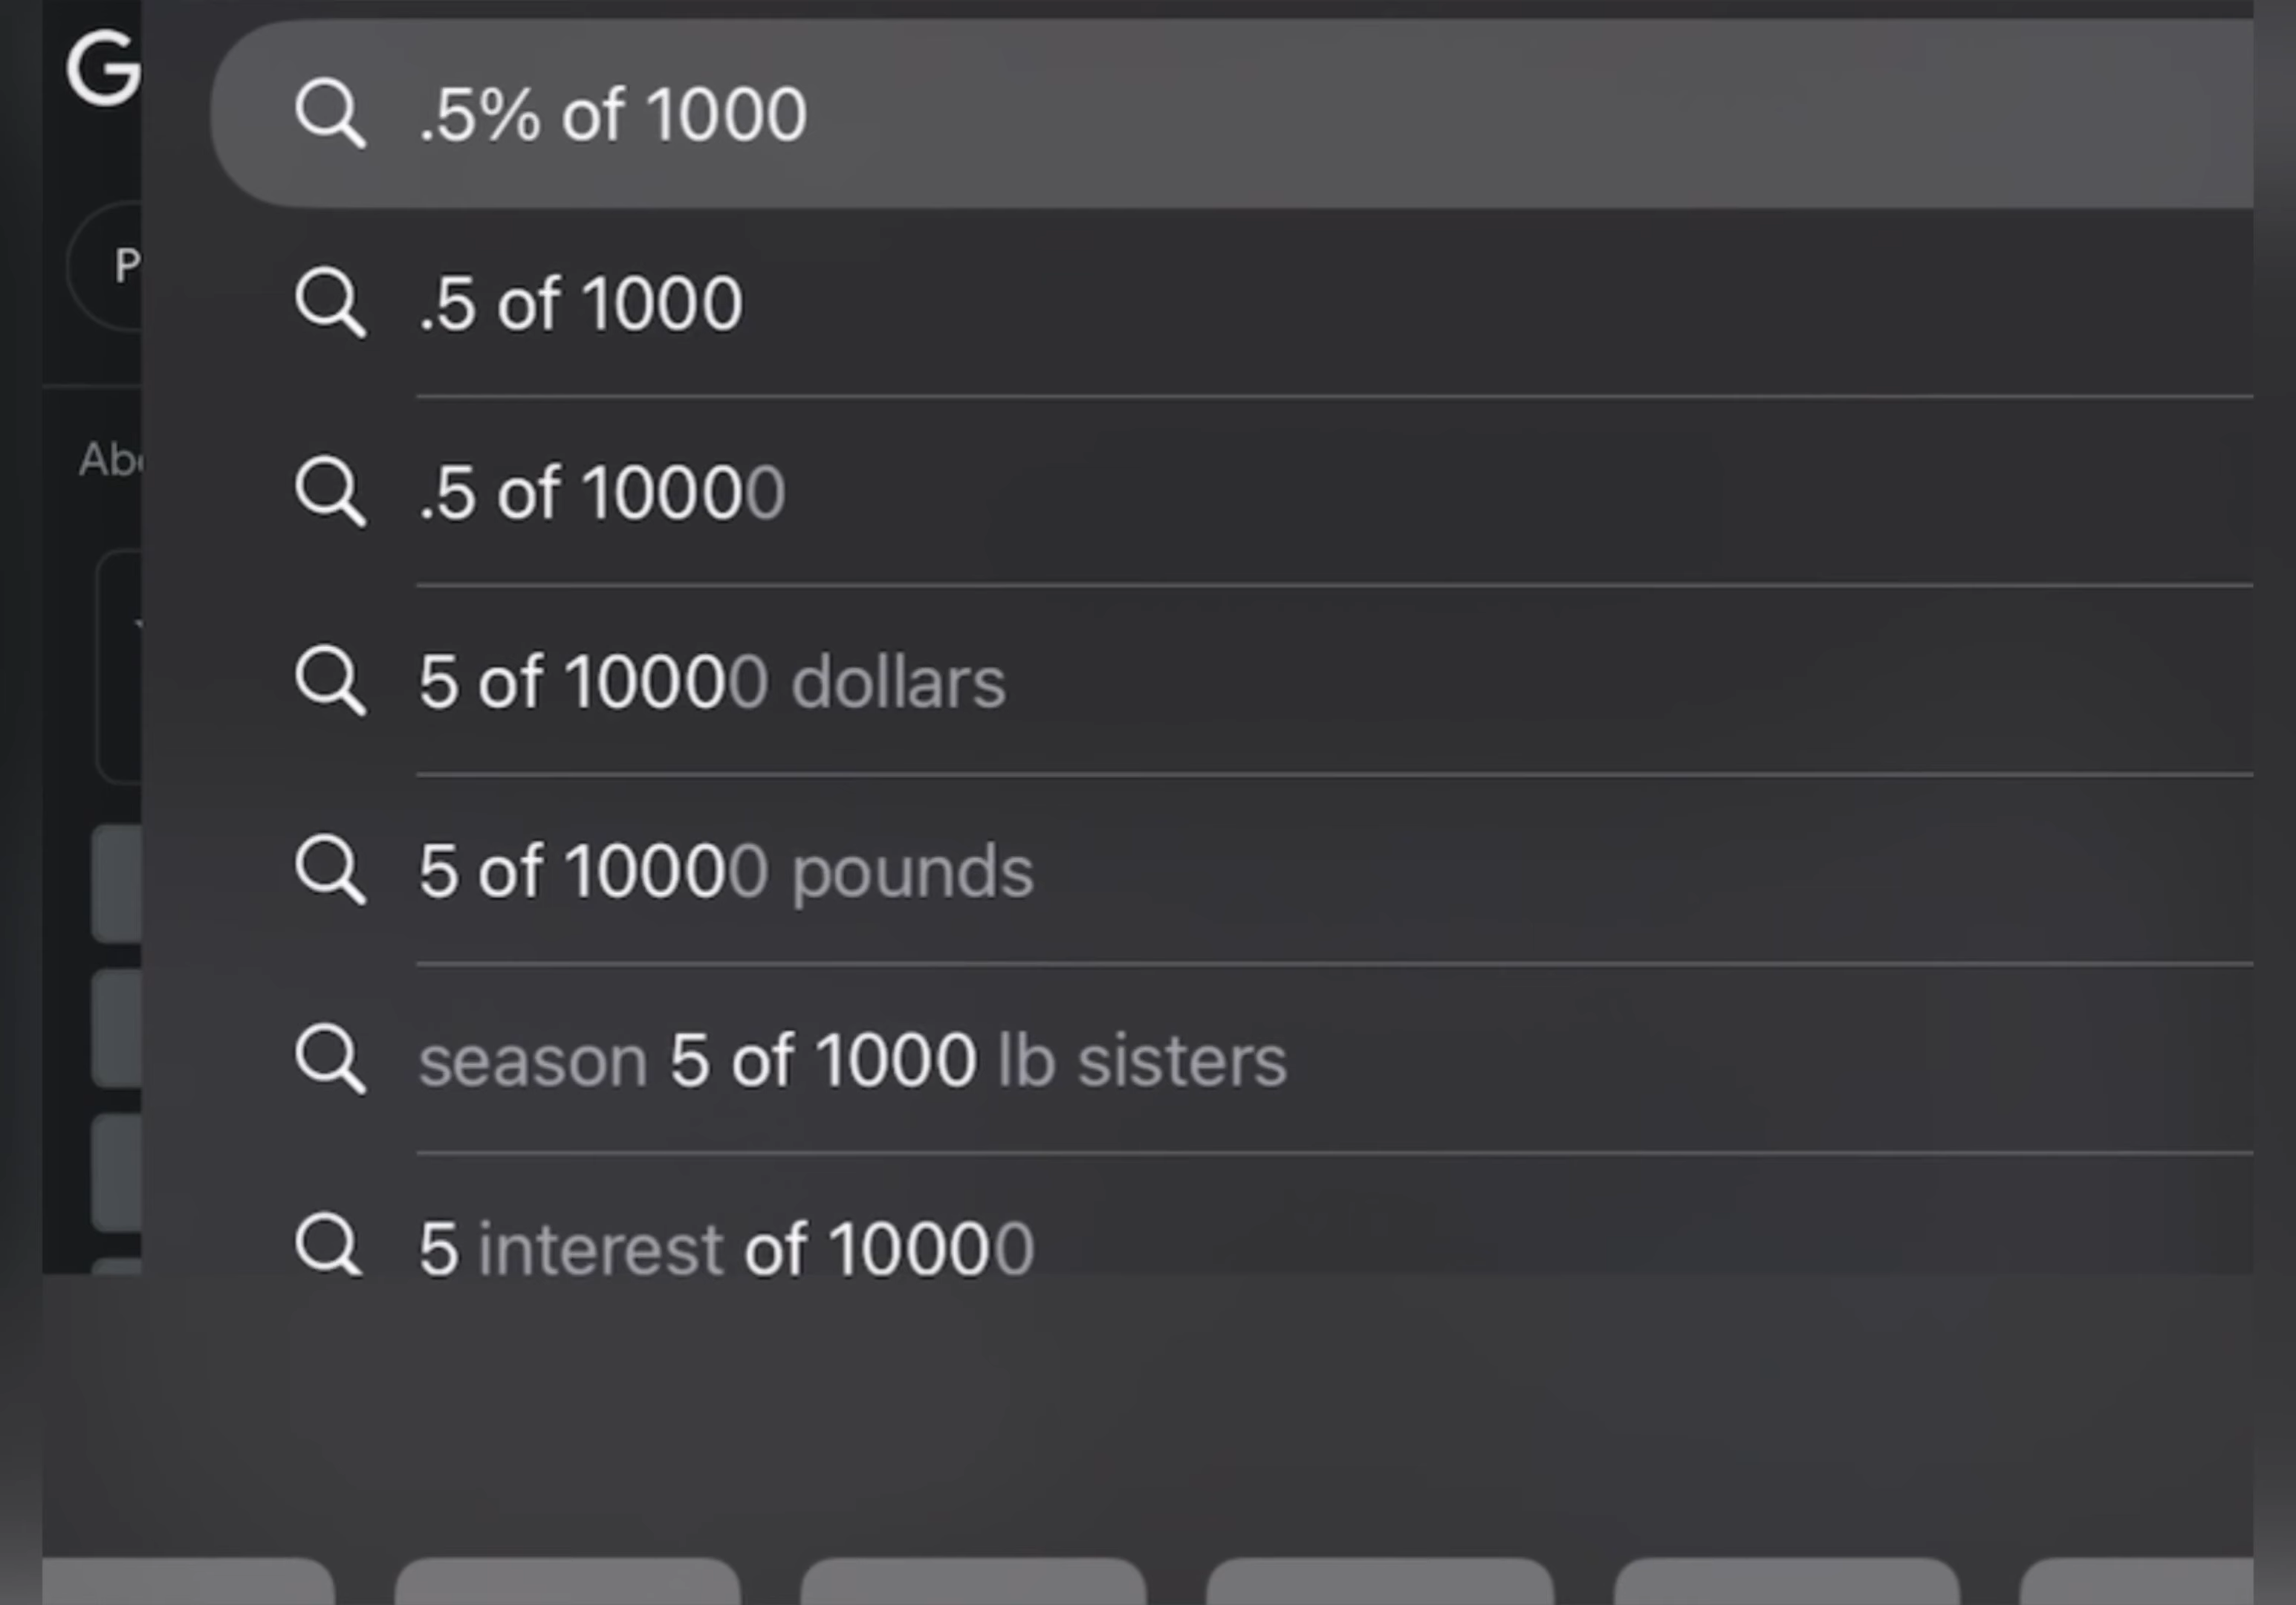 G
.5% of 1000
.5 of 1000
P
.5 of 10000
Ab
5 of 10000 dollars
5 of 10000 pounds
season 5 of 1000 lb sisters
5 interest of 10000